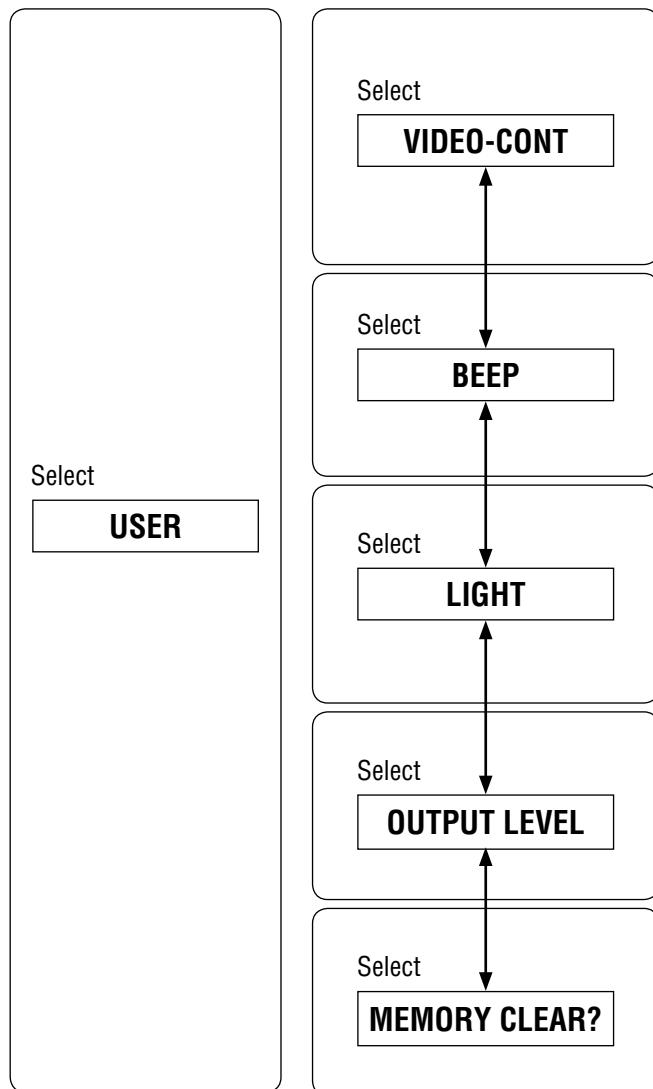 Select
USER
Select
VIDEO-CONT
Select
BEEP
Select
LIGHT
Select
OUTPUT LEVEL
Select
MEMORY CLEAR?